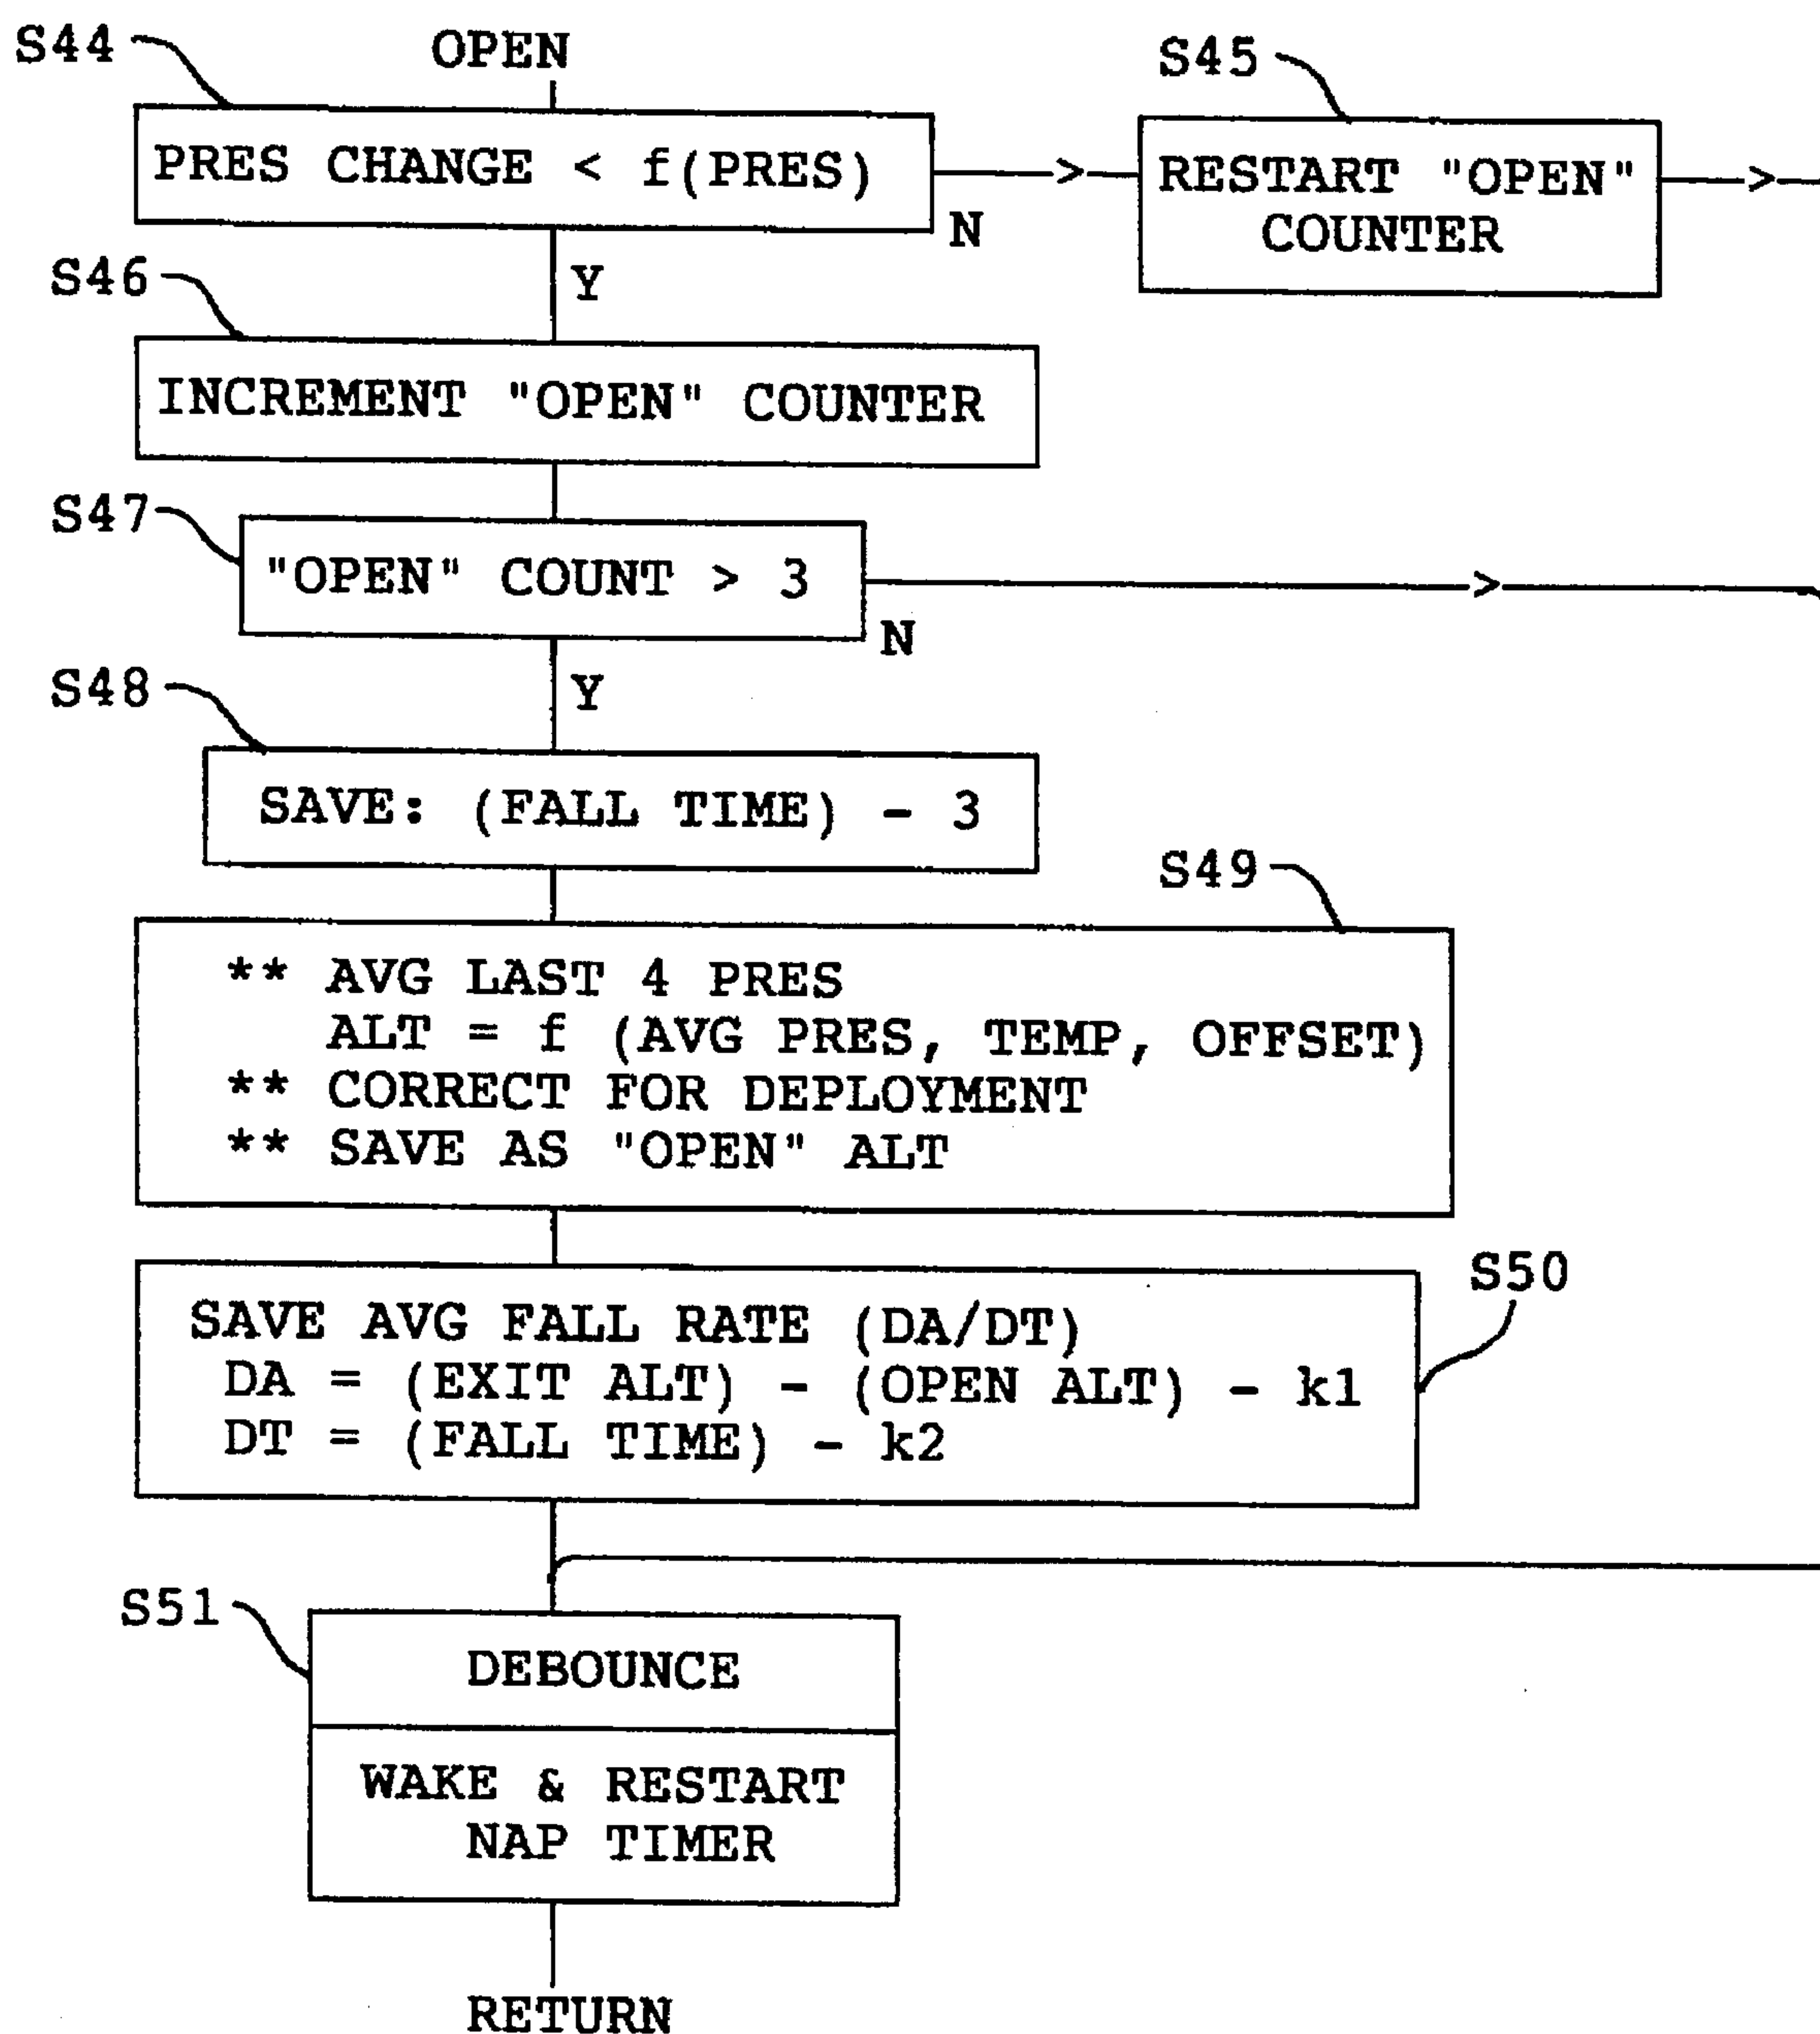 S44
OPEN
S45
PRES CHANGE < f(PRES)
N
RESTART "OPEN"
COUNTER
Y
S46
INCREMENT "OPEN" COUNTER
S47
"OPEN" COUNT > 3
N
Y
S48
SAVE: (FALL TIME) - 3
S49
** AVG LAST 4 PRES
ALT = f (AVG PRES, TEMP, OFFSET)
** CORRECT FOR DEPLOYMENT
** SAVE AS "OPEN" ALT
S50
SAVE AVG FALL RATE (DA/DT)
DA = (EXIT ALT) - (OPEN ALT) - k1
DT = (FALL TIME) - k2
S51
DEBOUNCE
WAKE & RESTART
NAP TIMER
RETURN